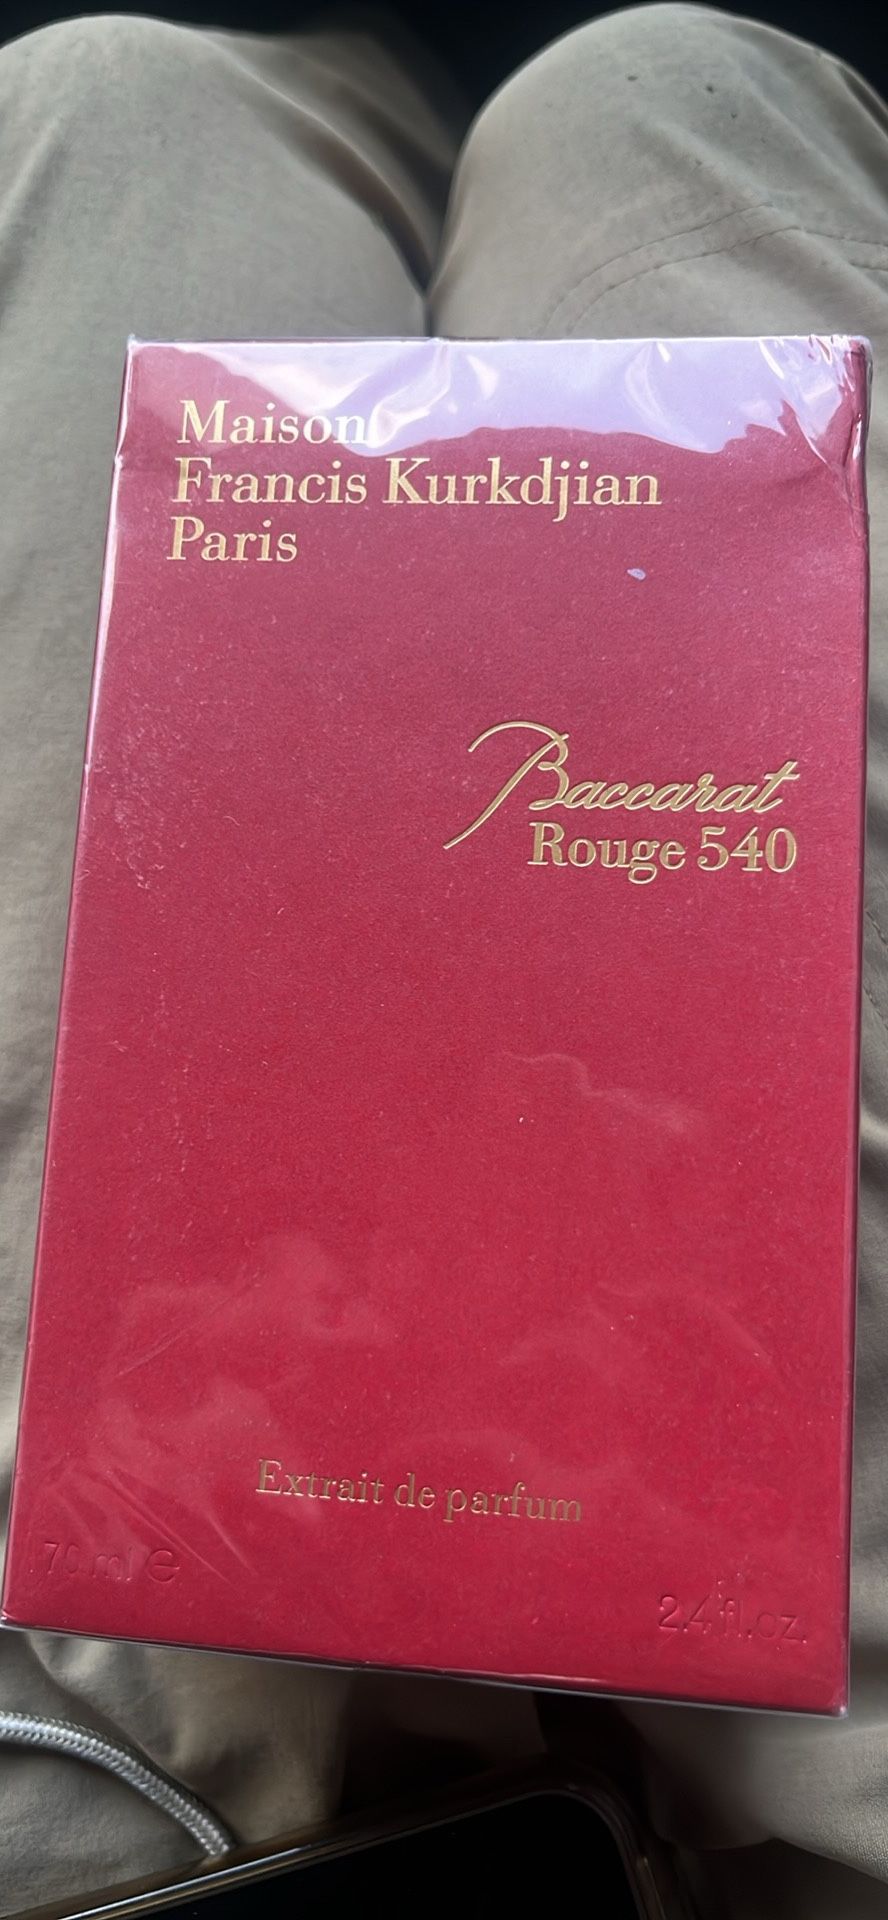 Maison
Francis Kurkdjian
Paris
Baccarat
Rouge 540
Extrait de parfum
70 ml ℮
2.4 fl.oz.